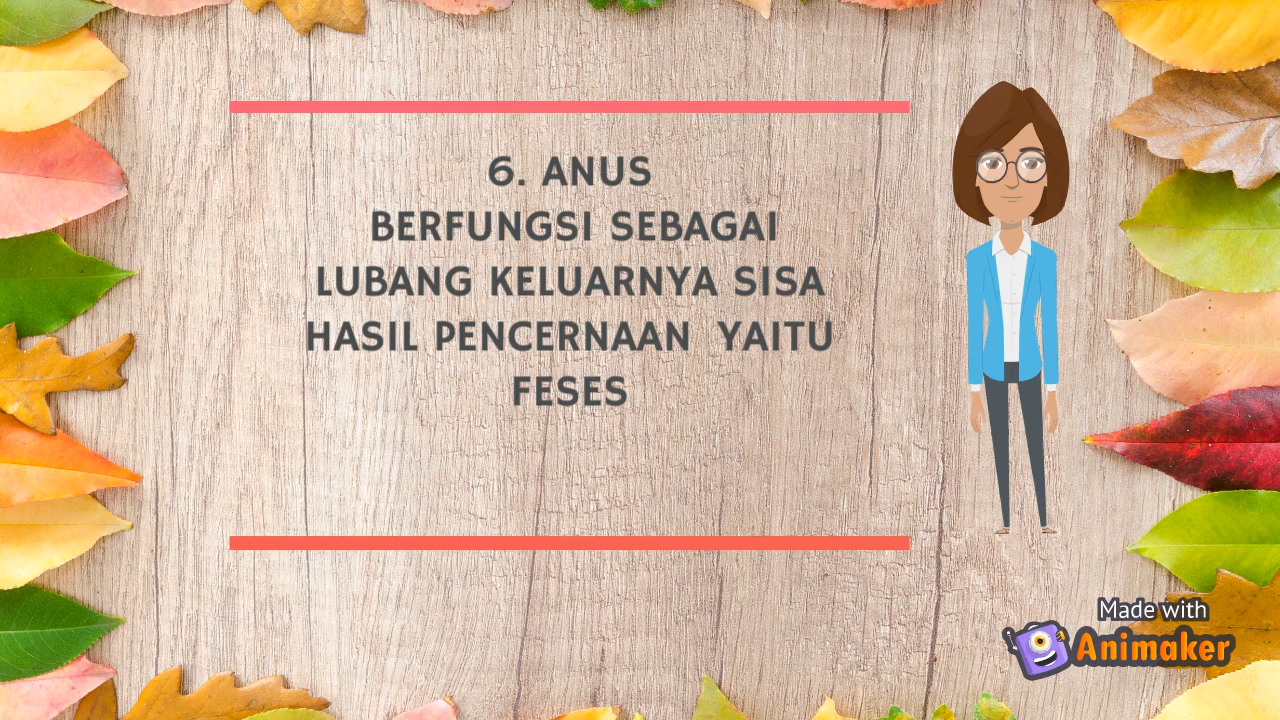 6. ANUS
BERFUNGSI SEBAGAI
LUBANG KELUARNYA SISA
HASIL PENCERNAAN YAITU
FESES
Made with
Animaker